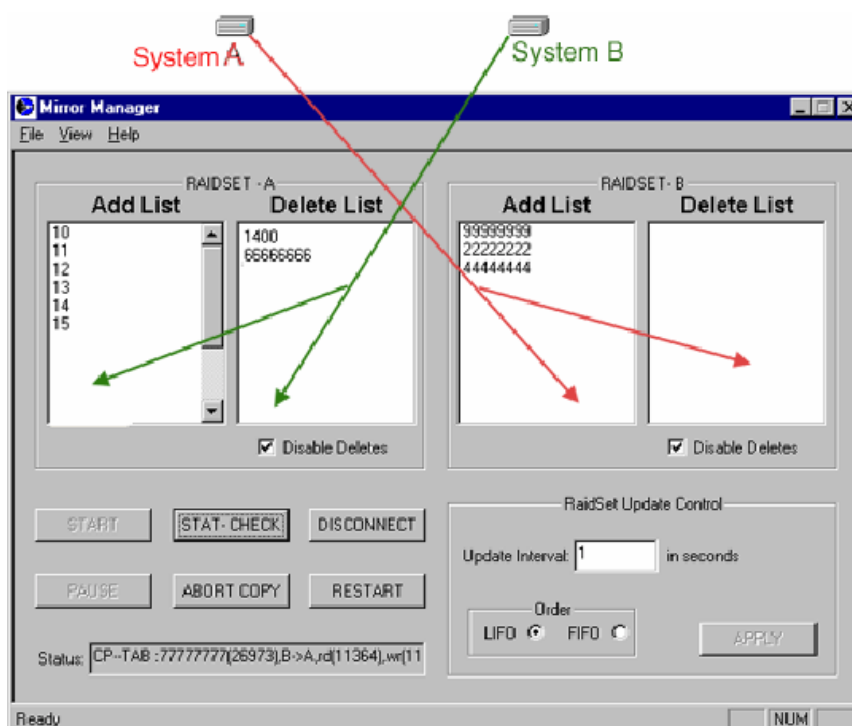 System A
System B
Mirror Manager
File View Help
RAIDSET - A
Add List Delete List
10
11
12
13
14
15
1400
66666666
Disable Deletes
RAIDSET- B
Add List Delete List
99999999
22222222
44444444
Disable Deletes
START STAT- CHECK DISCONNECT
PAUSE ABORT COPY RESTART
Status: CP--TAB :77777777(26973),B->A,rd(11364),wr(11
RaidSet Update Control
Update Interval: 1 in seconds
Order
LIFO FIFO
APPLY
Ready NUM